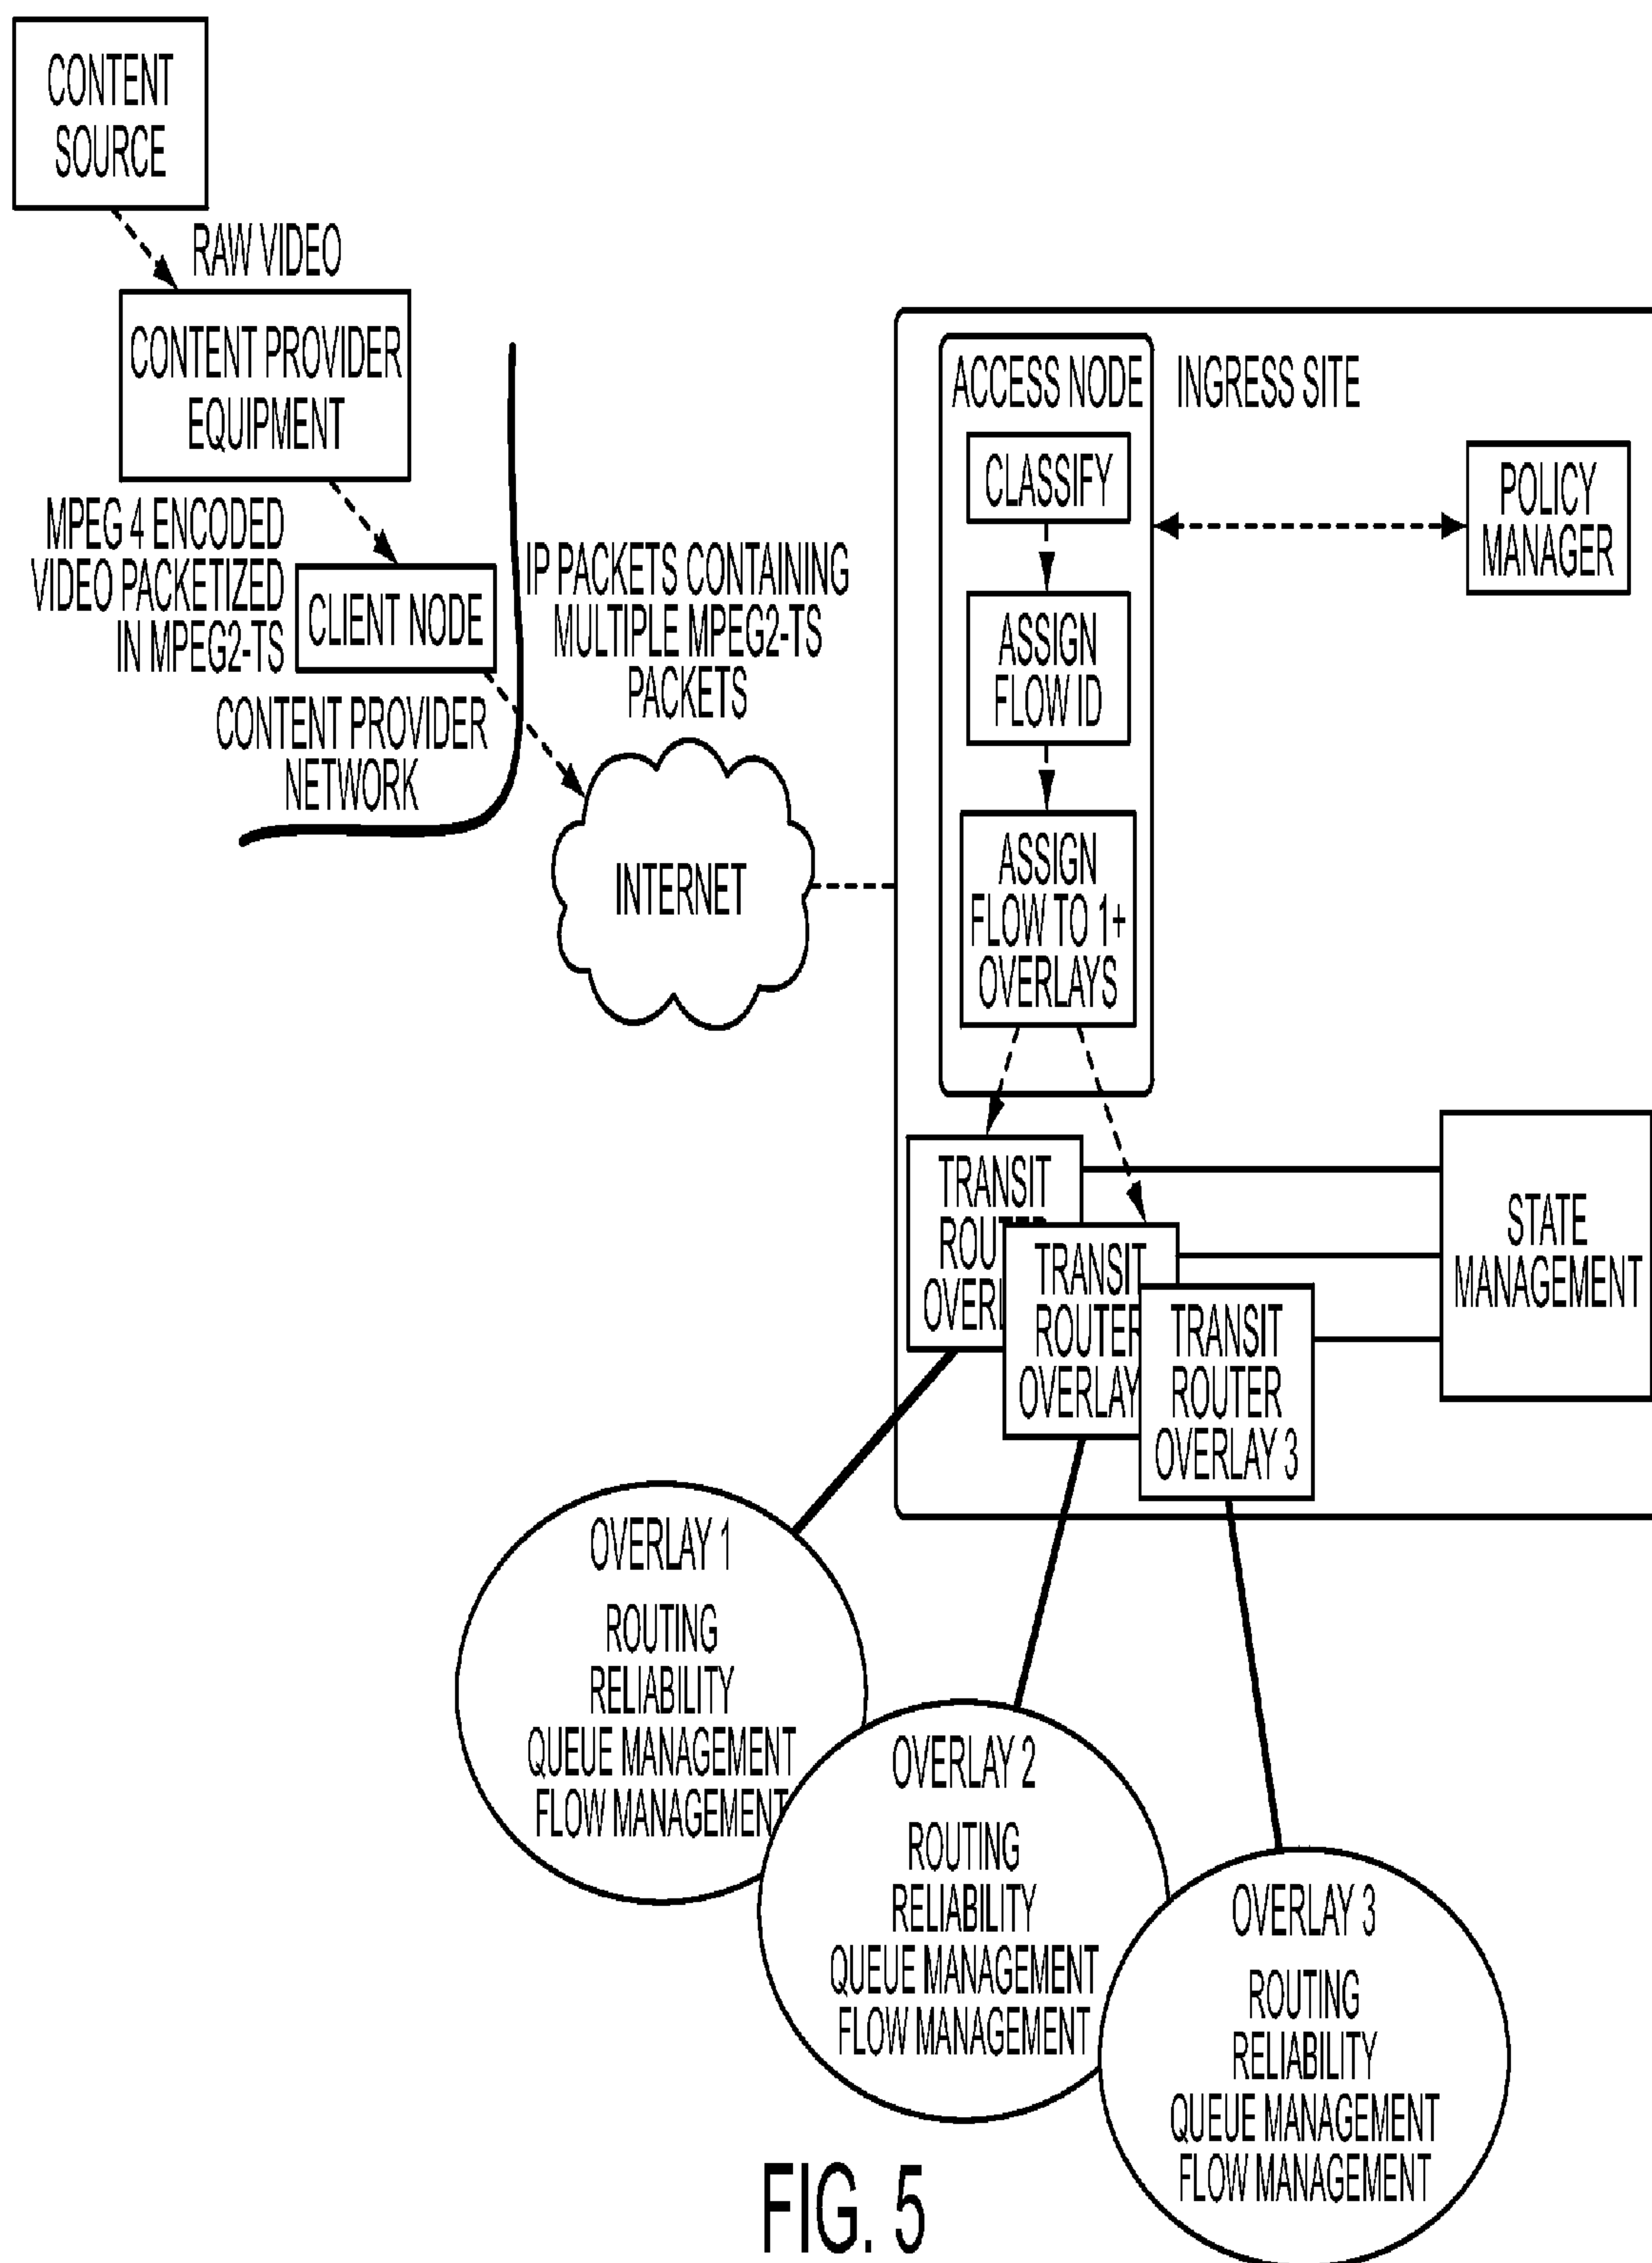 CONTENT
SOURCE
RAW VIDEO
CONTENT PROVIDER
EQUIPMENT
MPEG 4 ENCODED
VIDEO PACKETIZED
IN MPEG2-TS
CLIENT NODE
CONTENT PROVIDER
NETWORK
IP PACKETS CONTAINING
MULTIPLE MPEG2-TS
PACKETS
INTERNET
ACCESS NODE
INGRESS SITE
CLASSIFY
ASSIGN
FLOW ID
ASSIGN
FLOW TO 1+
OVERLAYS
POLICY
MANAGER
TRANSIT
TRANSIT
ROUTER
OVERLAY
TRANSIT
ROUTER
OVERLAY 3
STATE
MANAGEMENT
OVERLAY 1
ROUTING
RELIABILITY
QUEUE MANAGEMENT
FLOW MANAGEMENT
OVERLAY 2
ROUTING
RELIABILITY
QUEUE MANAGEMENT
FLOW MANAGEMENT
OVERLAY 3
ROUTING
RELIABILITY
QUEUE MANAGEMENT
FLOW MANAGEMENT
FIG. 5